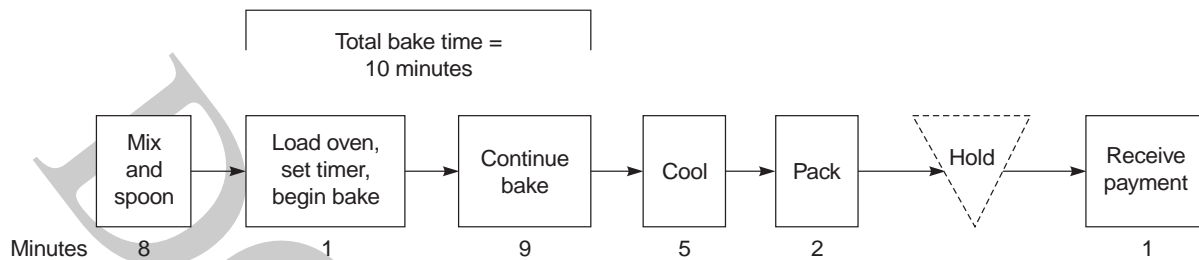 Total bake time =
10 minutes
Mix
and
spoon
Load oven,
set timer,
begin bake
Continue
bake
Cool
Pack
Hold
Receive
payment
Minutes 8 1 9 5 2 1